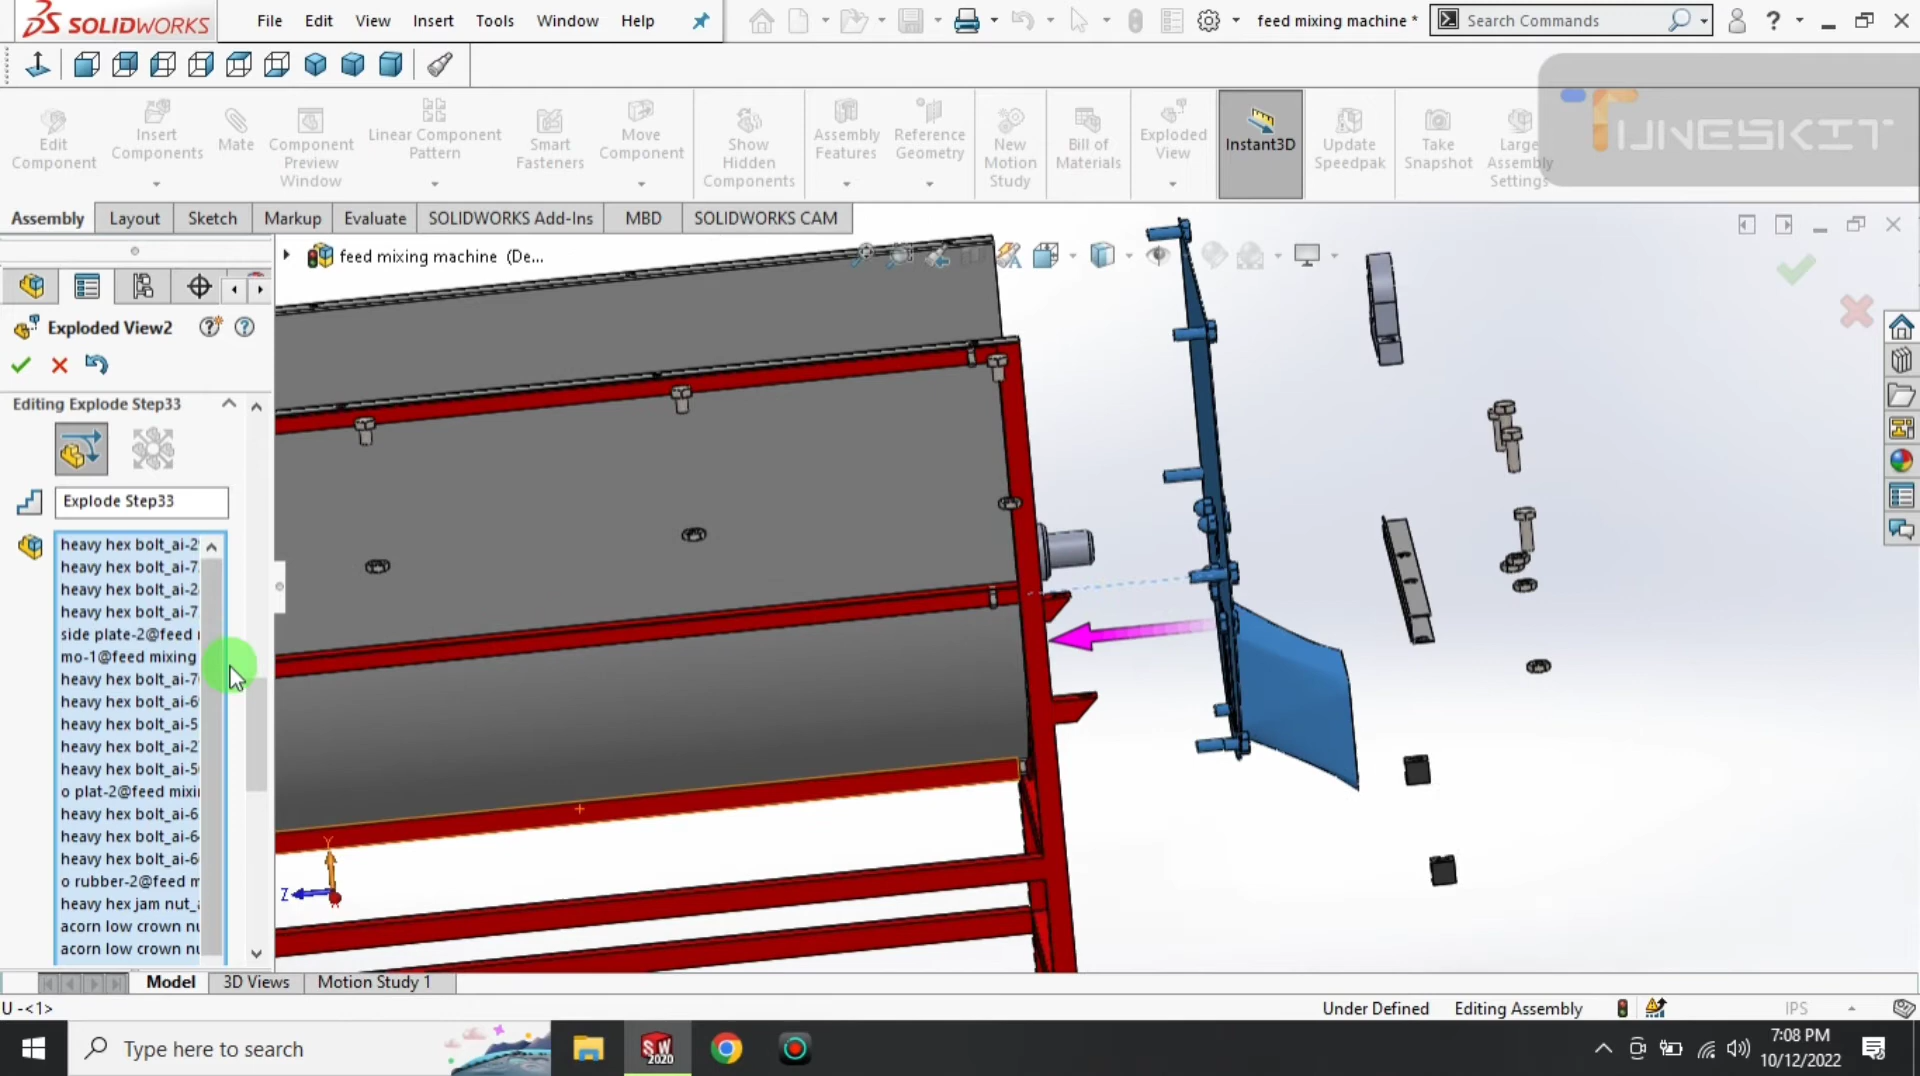 SOLIDWORKS
File Edit View Insert Tools Window Help
feed mixing machine *
Search Commands
TUNESKIT
Edit Component
Insert Components
Mate
Component Preview Window
Linear Component Pattern
Smart Fasteners
Move Component
Show Hidden Components
Assembly Features
Reference Geometry
New Motion Study
Bill of Materials
Exploded View
Instant3D
Update Speedpak
Take Snapshot
Large Assembly Settings
Assembly Layout Sketch Markup Evaluate SOLIDWORKS Add-Ins MBD SOLIDWORKS CAM
feed mixing machine (De...
Exploded View2
Editing Explode Step33
Explode Step33
heavy hex bolt_ai-2
heavy hex bolt_ai-7
heavy hex bolt_ai-2
heavy hex bolt_ai-7
side plate-2@feed
mo-1@feed mixing
heavy hex bolt_ai-7
heavy hex bolt_ai-6
heavy hex bolt_ai-5
heavy hex bolt_ai-2
heavy hex bolt_ai-5
o plat-2@feed mixi
heavy hex bolt_ai-6
heavy hex bolt_ai-6
heavy hex bolt_ai-6
o rubber-2@feed m
heavy hex jam nut_
acorn low crown nu
acorn low crown nu
Y
Z
Model 3D Views Motion Study 1
U -<1>
Under Defined Editing Assembly IPS
Type here to search
SW 2020
7:08 PM
10/12/2022